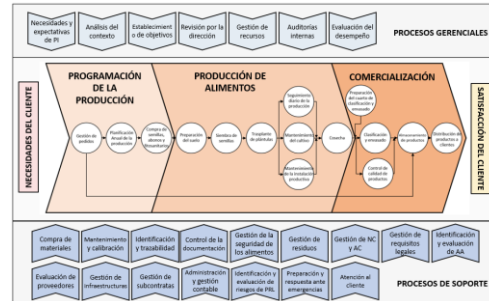 Necesidades y
expectativas
de PI
Análisis del
contexto
Establecimient
o de objetivos
Revisión por la
dirección
Gestión de
recursos
Auditorías
internas
Evaluación del
desempeño
PROCESOS GERENCIALES
NECESIDADES DEL CLIENTE
PROGRAMACIÓN
DE LA
PRODUCCIÓN
PRODUCCIÓN DE
ALIMENTOS
COMERCIALIZACIÓN
SATISFACCIÓN DEL CLIENTE
Gestión de
pedidos
Planificación
Anual de la
producción
Compra de
semillas,
abonos y
fitosanitarios
Preparación
del suelo
Siembra de
semillas
Trasplante
de plántulas
Seguimiento
diario de la
producción
Mantenimiento
del cultivo
Mantenimiento
de la instalación
productiva
Cosecha
Preparación
del cuarto de
clasificación y
envasado
Clasificación
y envasado
Control de
calidad de
productos
Almacenamiento
de productos
Distribución de
productos a
clientes
Compra de
materiales
Mantenimiento
y calibración
Identificación
y trazabilidad
Control de la
documentación
Gestión de la
seguridad de
los alimentos
Gestión de
residuos
Gestión de NC
y AC
Gestión de
requisitos
legales
Identificación
y evaluación
de AA
Evaluación de
proveedores
Gestión de
infraestructuras
Gestión de
subcontratas
Administración
y gestión
contable
Identificación y
evaluación de
riesgos de PRL
Preparación y
respuesta ante
emergencias
Atención al
cliente
PROCESOS DE SOPORTE